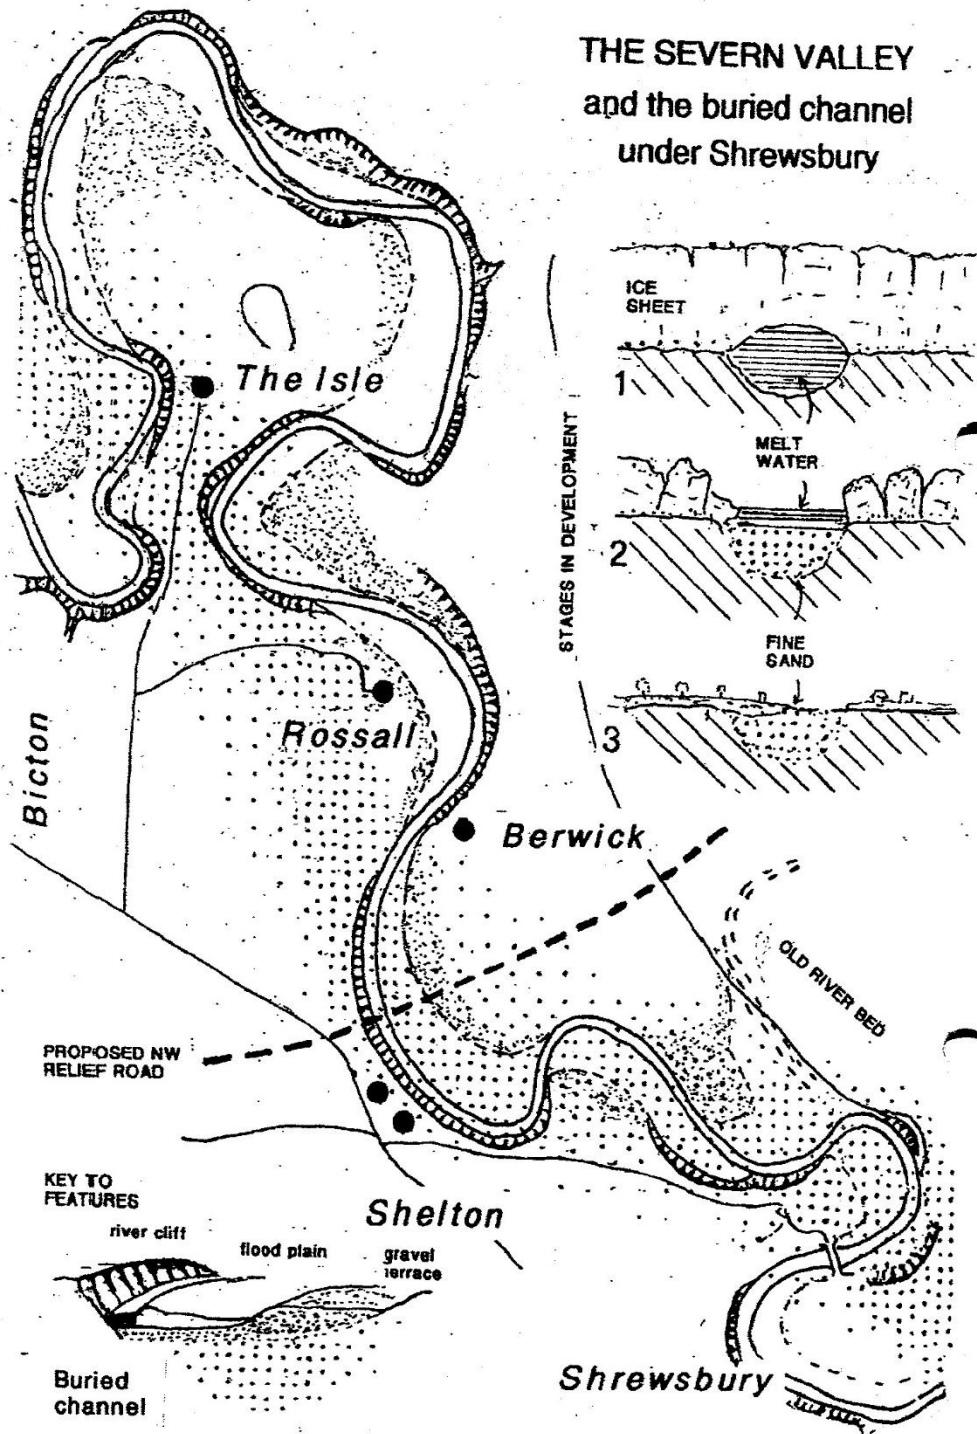 THE SEVERN VALLEY
and the buried channel
under Shrewsbury
ICE
SHEET
1
MELT
WATER
2
FINE
SAND
3
STAGES IN DEVELOPMENT
The Isle
Rossall
Bicton
Berwick
OLD RIVER BED
PROPOSED NW
RELIEF ROAD
Shelton
Shrewsbury
KEY TO
FEATURES
river cliff
flood plain
gravel
terrace
Buried
channel